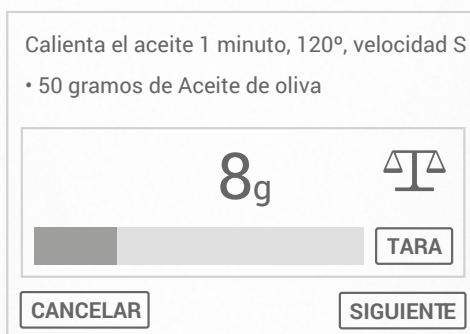 Calienta el aceite 1 minuto, 120º, velocidad S
• 50 gramos de Aceite de oliva
8g
TARA
CANCELAR
SIGUIENTE